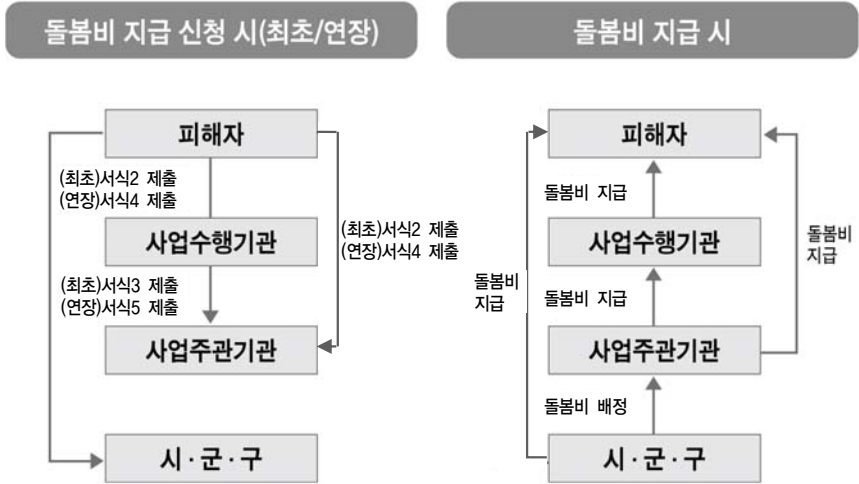 돌봄비 지급 신청 시(최초/연장)
피해자
(최초)서식2 제출
(연장)서식4 제출
사업수행기관
(최초)서식2 제출
(연장)서식4 제출
(최초)서식3 제출
(연장)서식5 제출
사업주관기관
시·군·구
돌봄비 지급 시
피해자
돌봄비 지급
사업수행기관
돌봄비
지급
돌봄비
지급
돌봄비 지급
사업주관기관
돌봄비 배정
시·군·구